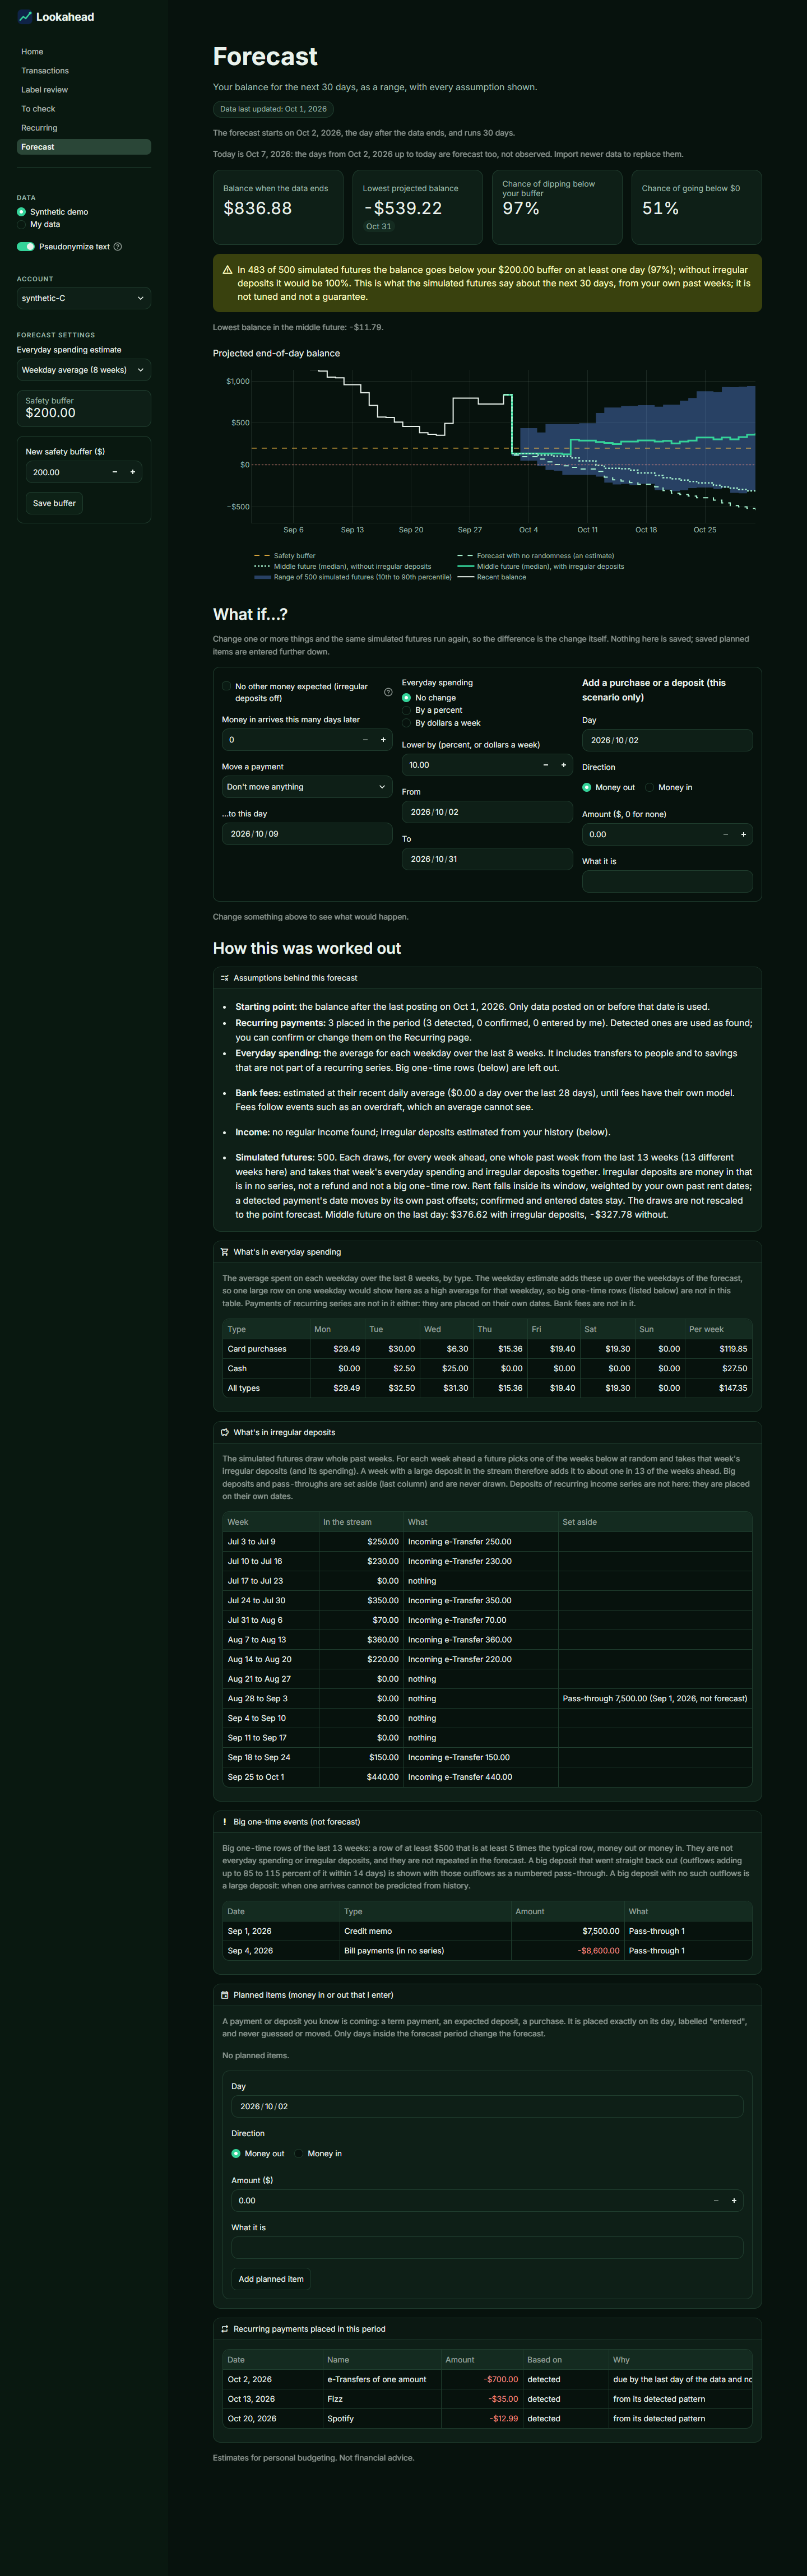 Lookahead
Home
Transactions
Label review
To check
Recurring
Forecast
DATA
Synthetic demo
My data
Pseudonymize text
ACCOUNT
synthetic-C
FORECAST SETTINGS
Everyday spending estimate
Weekday average (8 weeks)
Safety buffer
$200.00
New safety buffer ($)
200.00
Save buffer
Forecast
Your balance for the next 30 days, as a range, with every assumption shown.
Data last updated: Oct 1, 2026
The forecast starts on Oct 2, 2026, the day after the data ends, and runs 30 days.
Today is Oct 7, 2026: the days from Oct 2, 2026 up to today are forecast too, not observed. Import newer data to replace them.
Balance when the data ends
$836.88
Lowest projected balance
-$539.22
Oct 31
Chance of dipping below
your buffer
97%
Chance of going below $0
51%
In 483 of 500 simulated futures the balance goes below your $200.00 buffer on at least one day (97%); without irregular
deposits it would be 100%. This is what the simulated futures say about the next 30 days, from your own past weeks; it is
not tuned and not a guarantee.
Lowest balance in the middle future: -$11.79.
Projected end-of-day balance
$1,000
$500
$0
−$500
Sep 6 Sep 13 Sep 20 Sep 27 Oct 4 Oct 11 Oct 18 Oct 25
Safety buffer Forecast with no randomness (an estimate)
Middle future (median), without irregular deposits Middle future (median), with irregular deposits
Range of 500 simulated futures (10th to 90th percentile) Recent balance
What if...?
Change one or more things and the same simulated futures run again, so the difference is the change itself. Nothing here is saved; saved planned
items are entered further down.
No other money expected (irregular
deposits off)
Money in arrives this many days later
0
Move a payment
Don't move anything
...to this day
2026/10/09
Everyday spending
No change
By a percent
By dollars a week
Lower by (percent, or dollars a week)
10.00
From
2026/10/02
To
2026/10/31
Add a purchase or a deposit (this
scenario only)
Day
2026/10/02
Direction
Money out Money in
Amount ($, 0 for none)
0.00
What it is
Change something above to see what would happen.
How this was worked out
Assumptions behind this forecast
• Starting point: the balance after the last posting on Oct 1, 2026. Only data posted on or before that date is used.
• Recurring payments: 3 placed in the period (3 detected, 0 confirmed, 0 entered by me). Detected ones are used as found;
you can confirm or change them on the Recurring page.
• Everyday spending: the average for each weekday over the last 8 weeks. It includes transfers to people and to savings
that are not part of a recurring series. Big one-time rows (below) are left out.
• Bank fees: estimated at their recent daily average ($0.00 a day over the last 28 days), until fees have their own model.
Fees follow events such as an overdraft, which an average cannot see.
• Income: no regular income found; irregular deposits estimated from your history (below).
• Simulated futures: 500. Each draws, for every week ahead, one whole past week from the last 13 weeks (13 different
weeks here) and takes that week's everyday spending and irregular deposits together. Irregular deposits are money in that
is in no series, not a refund and not a big one-time row. Rent falls inside its window, weighted by your own past rent dates;
a detected payment's date moves by its own past offsets; confirmed and entered dates stay. The draws are not rescaled
to the point forecast. Middle future on the last day: $376.62 with irregular deposits, -$327.78 without.
What's in everyday spending
The average spent on each weekday over the last 8 weeks, by type. The weekday estimate adds these up over the weekdays of the forecast,
so one large row on one weekday would show here as a high average for that weekday, so big one-time rows (listed below) are not in this
table. Payments of recurring series are not in it either: they are placed on their own dates. Bank fees are not in it.
Type Mon Tue Wed Thu Fri Sat Sun Per week
Card purchases $29.49 $30.00 $6.30 $15.36 $19.40 $19.30 $0.00 $119.85
Cash $0.00 $2.50 $25.00 $0.00 $0.00 $0.00 $0.00 $27.50
All types $29.49 $32.50 $31.30 $15.36 $19.40 $19.30 $0.00 $147.35
What's in irregular deposits
The simulated futures draw whole past weeks. For each week ahead a future picks one of the weeks below at random and takes that week's
irregular deposits (and its spending). A week with a large deposit in the stream therefore adds it to about one in 13 of the weeks ahead. Big
deposits and pass-throughs are set aside (last column) and are never drawn. Deposits of recurring income series are not here: they are placed
on their own dates.
Week In the stream What Set aside
Jul 3 to Jul 9 $250.00 Incoming e-Transfer 250.00
Jul 10 to Jul 16 $230.00 Incoming e-Transfer 230.00
Jul 17 to Jul 23 $0.00 nothing
Jul 24 to Jul 30 $350.00 Incoming e-Transfer 350.00
Jul 31 to Aug 6 $70.00 Incoming e-Transfer 70.00
Aug 7 to Aug 13 $360.00 Incoming e-Transfer 360.00
Aug 14 to Aug 20 $220.00 Incoming e-Transfer 220.00
Aug 21 to Aug 27 $0.00 nothing
Aug 28 to Sep 3 $0.00 nothing Pass-through 7,500.00 (Sep 1, 2026, not forecast)
Sep 4 to Sep 10 $0.00 nothing
Sep 11 to Sep 17 $0.00 nothing
Sep 18 to Sep 24 $150.00 Incoming e-Transfer 150.00
Sep 25 to Oct 1 $440.00 Incoming e-Transfer 440.00
Big one-time events (not forecast)
Big one-time rows of the last 13 weeks: a row of at least $500 that is at least 5 times the typical row, money out or money in. They are not
everyday spending or irregular deposits, and they are not repeated in the forecast. A big deposit that went straight back out (outflows adding
up to 85 to 115 percent of it within 14 days) is shown with those outflows as a numbered pass-through. A big deposit with no such outflows is
a large deposit: when one arrives cannot be predicted from history.
Date Type Amount What
Sep 1, 2026 Credit memo $7,500.00 Pass-through 1
Sep 4, 2026 Bill payments (in no series) -$8,600.00 Pass-through 1
Planned items (money in or out that I enter)
A payment or deposit you know is coming: a term payment, an expected deposit, a purchase. It is placed exactly on its day, labelled "entered",
and never guessed or moved. Only days inside the forecast period change the forecast.
No planned items.
Day
2026/10/02
Direction
Money out Money in
Amount ($)
0.00
What it is
Add planned item
Recurring payments placed in this period
Date Name Amount Based on Why
Oct 2, 2026 e-Transfers of one amount -$700.00 detected due by the last day of the data and no
Oct 13, 2026 Fizz -$35.00 detected from its detected pattern
Oct 20, 2026 Spotify -$12.99 detected from its detected pattern
Estimates for personal budgeting. Not financial advice.